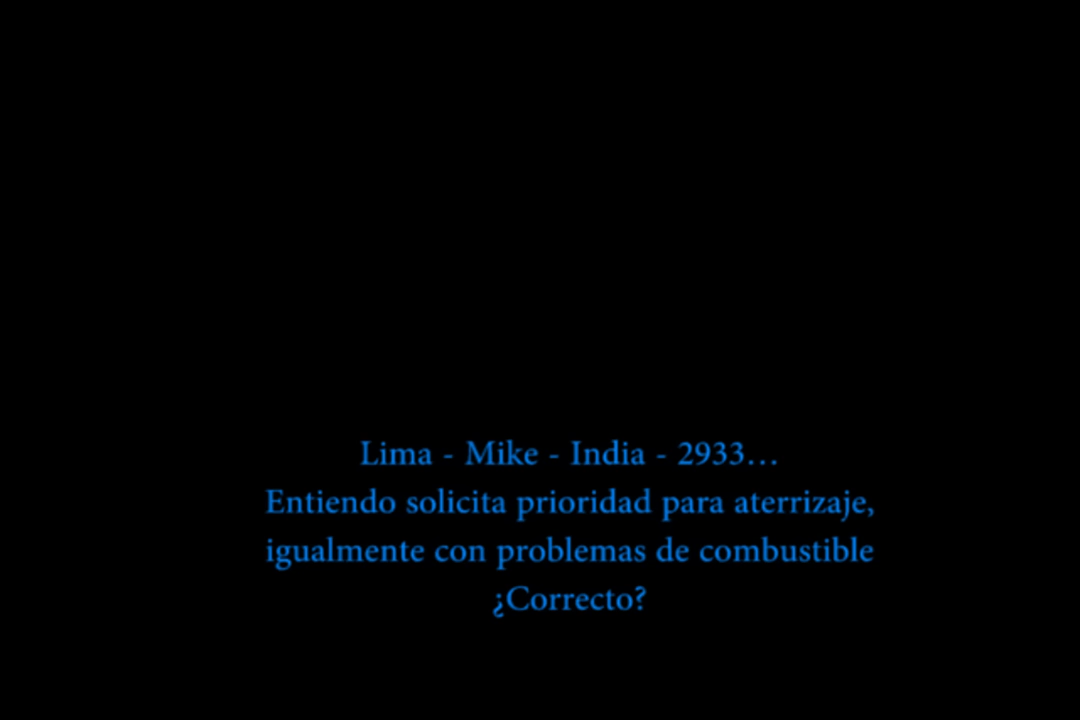 Lima - Mike - India - 2933...
Entiendo solicita prioridad para aterrizaje,
igualmente con problemas de combustible
¿Correcto?